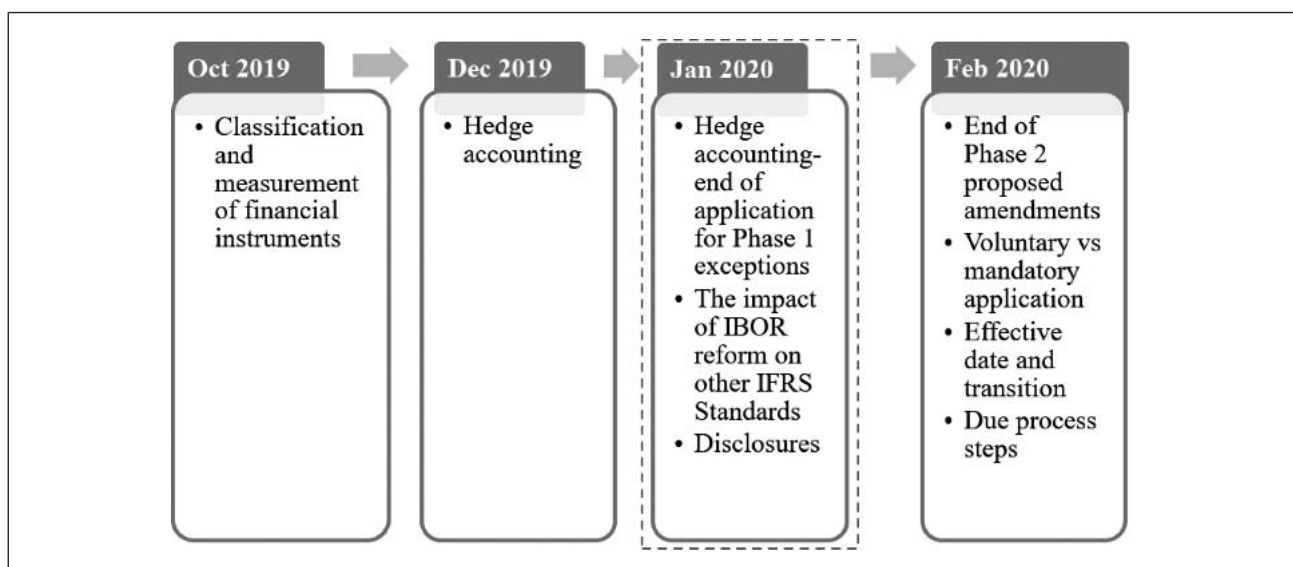 Oct 2019
• Classification
and
measurement
of financial
instruments
Dec 2019
• Hedge
accounting
Jan 2020
• Hedge
accounting-
end of
application
for Phase 1
exceptions
• The impact
of IBOR
reform on
other IFRS
Standards
• Disclosures
Feb 2020
• End of
Phase 2
proposed
amendments
• Voluntary vs
mandatory
application
• Effective
date and
transition
• Due process
steps